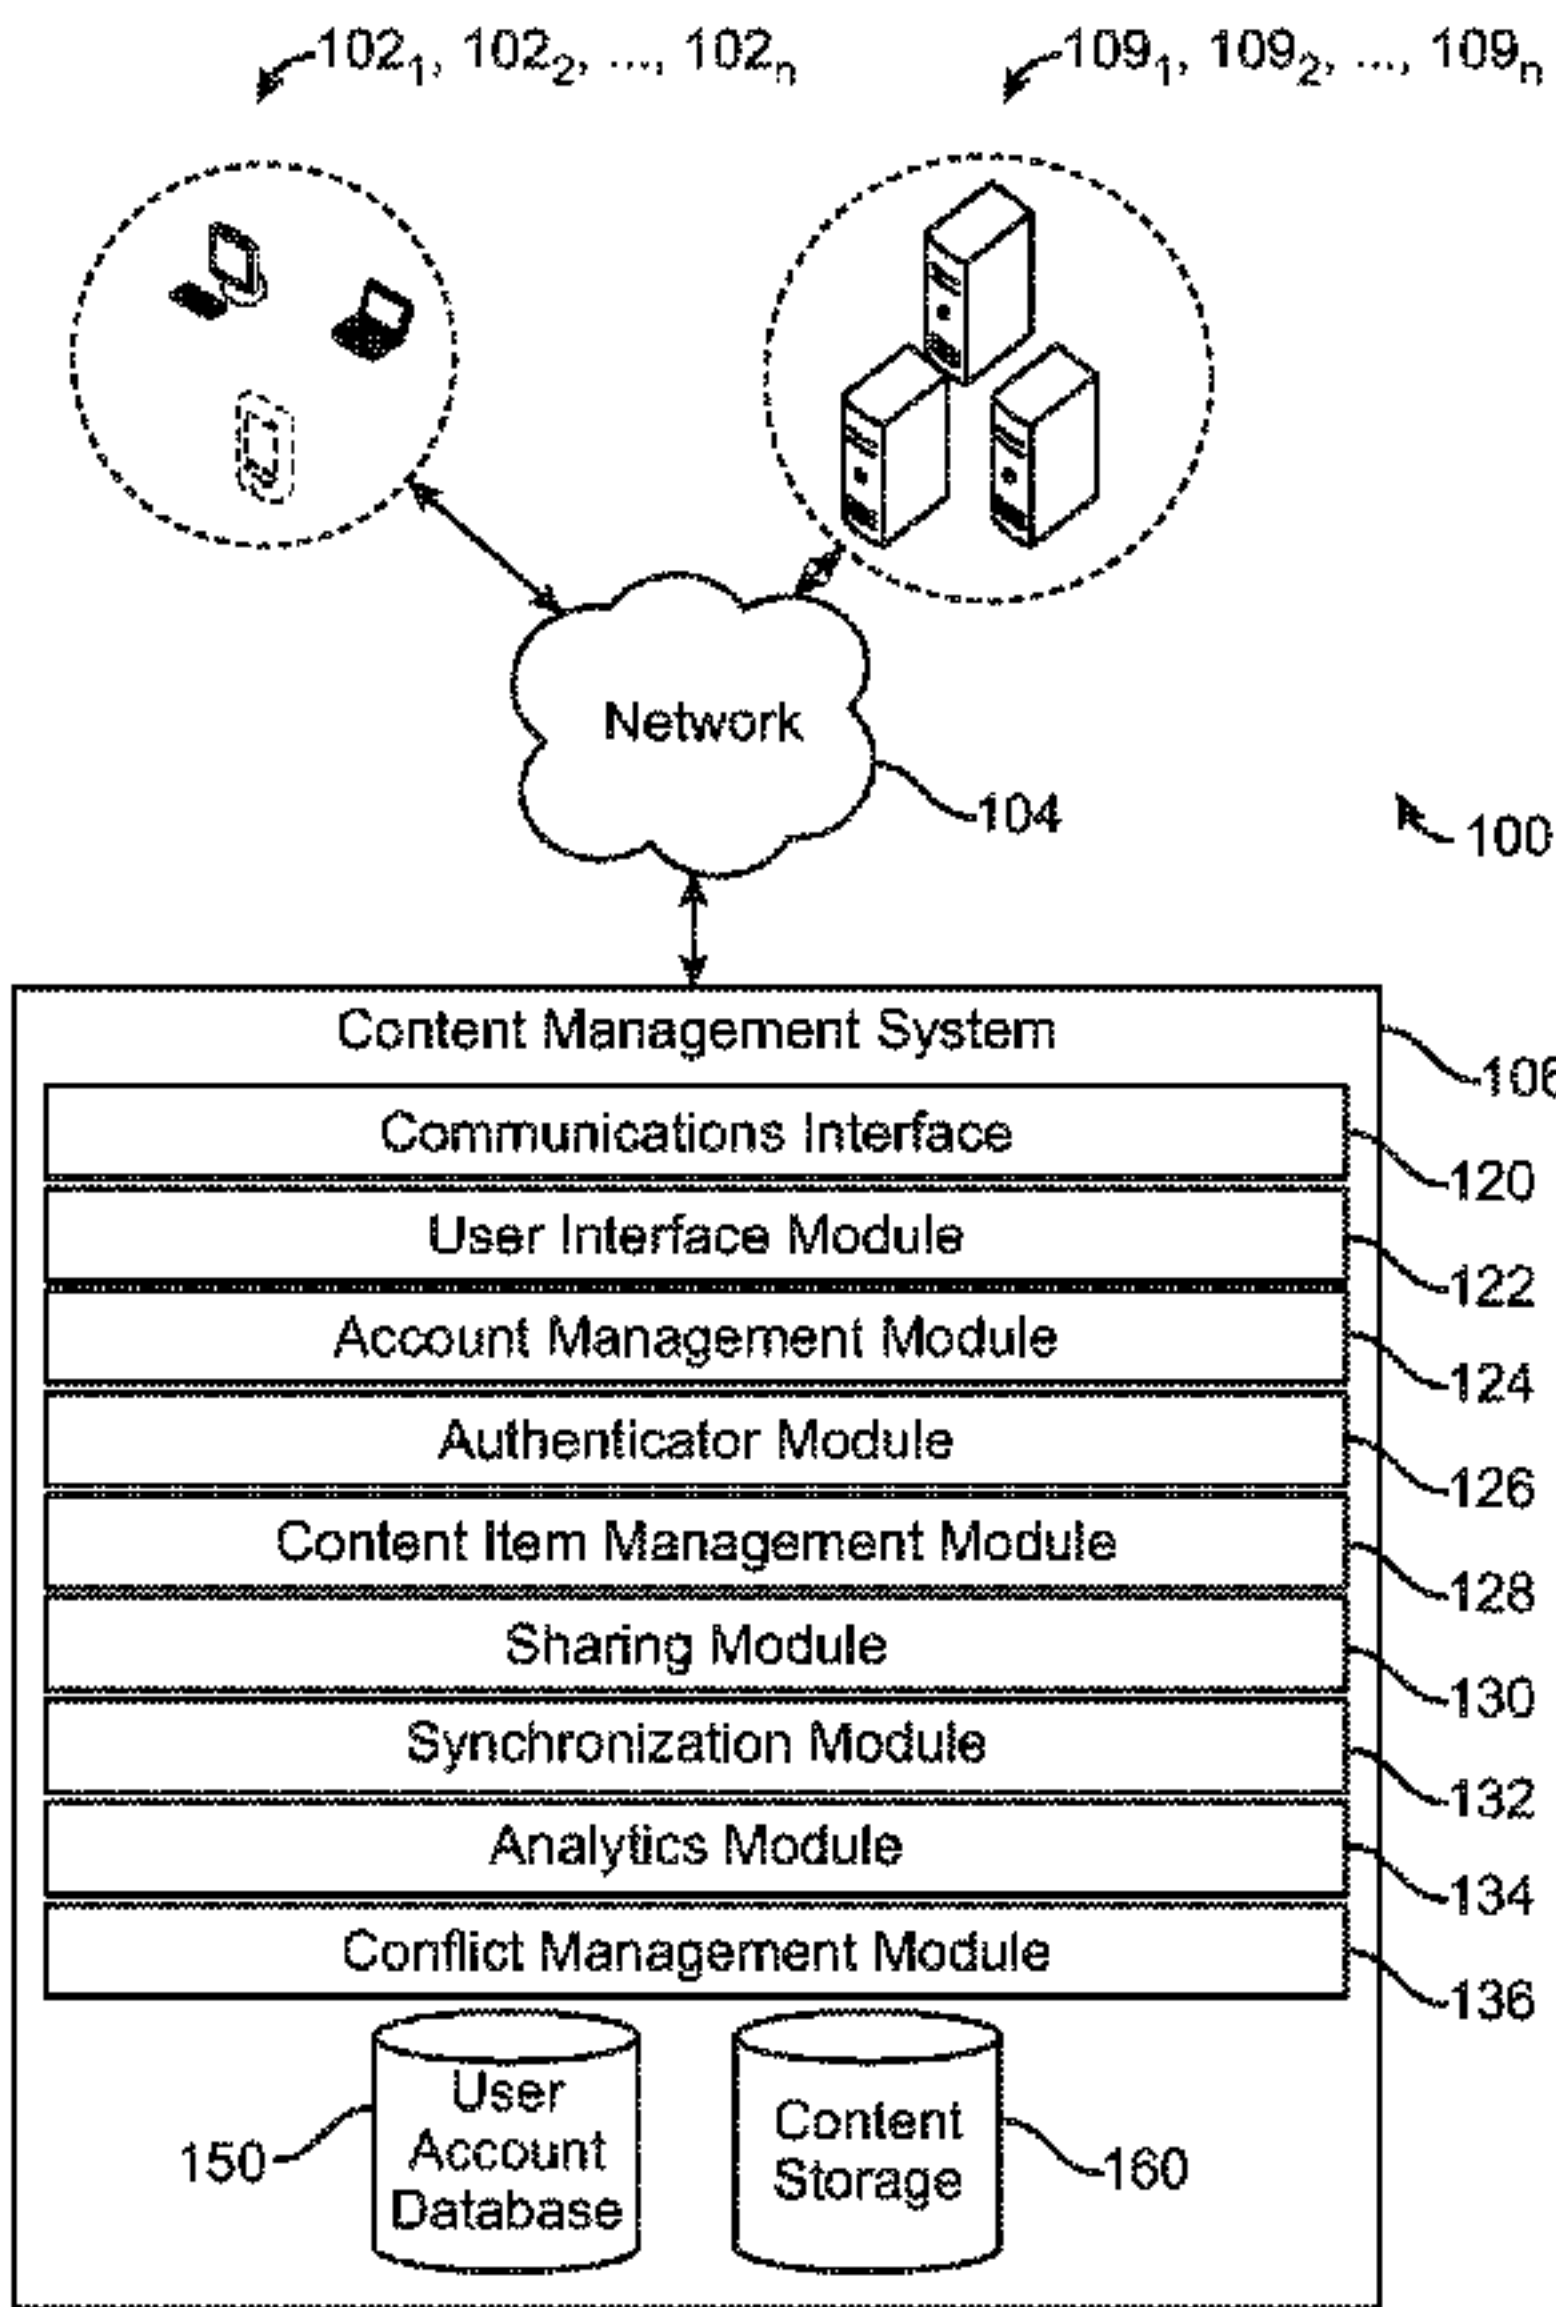 102₁, 102₂, ..., 102ₙ
109₁, 109₂, ..., 109ₙ
Network
104
100
Content Management System
106
Communications Interface
120
User Interface Module
122
Account Management Module
124
Authenticator Module
126
Content Item Management Module
128
Sharing Module
130
Synchronization Module
132
Analytics Module
134
Conflict Management Module
136
User
Account
Database
150
Content
Storage
160